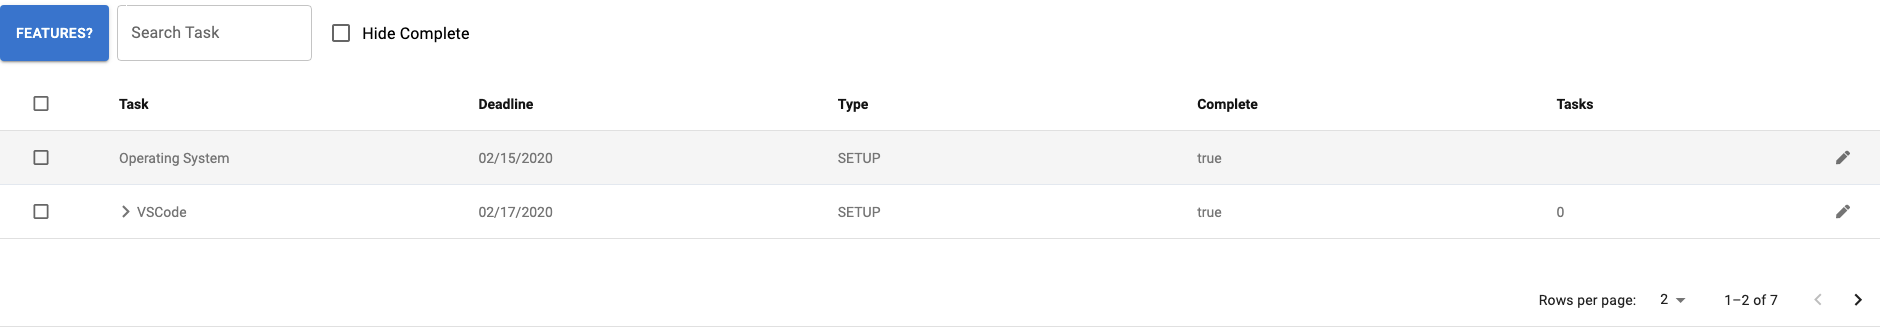 FEATURES? Search Task Hide Complete
Task Deadline Type Complete Tasks
Operating System 02/15/2020 SETUP true
VSCode 02/17/2020 SETUP true 0
Rows per page: 2 1–2 of 7